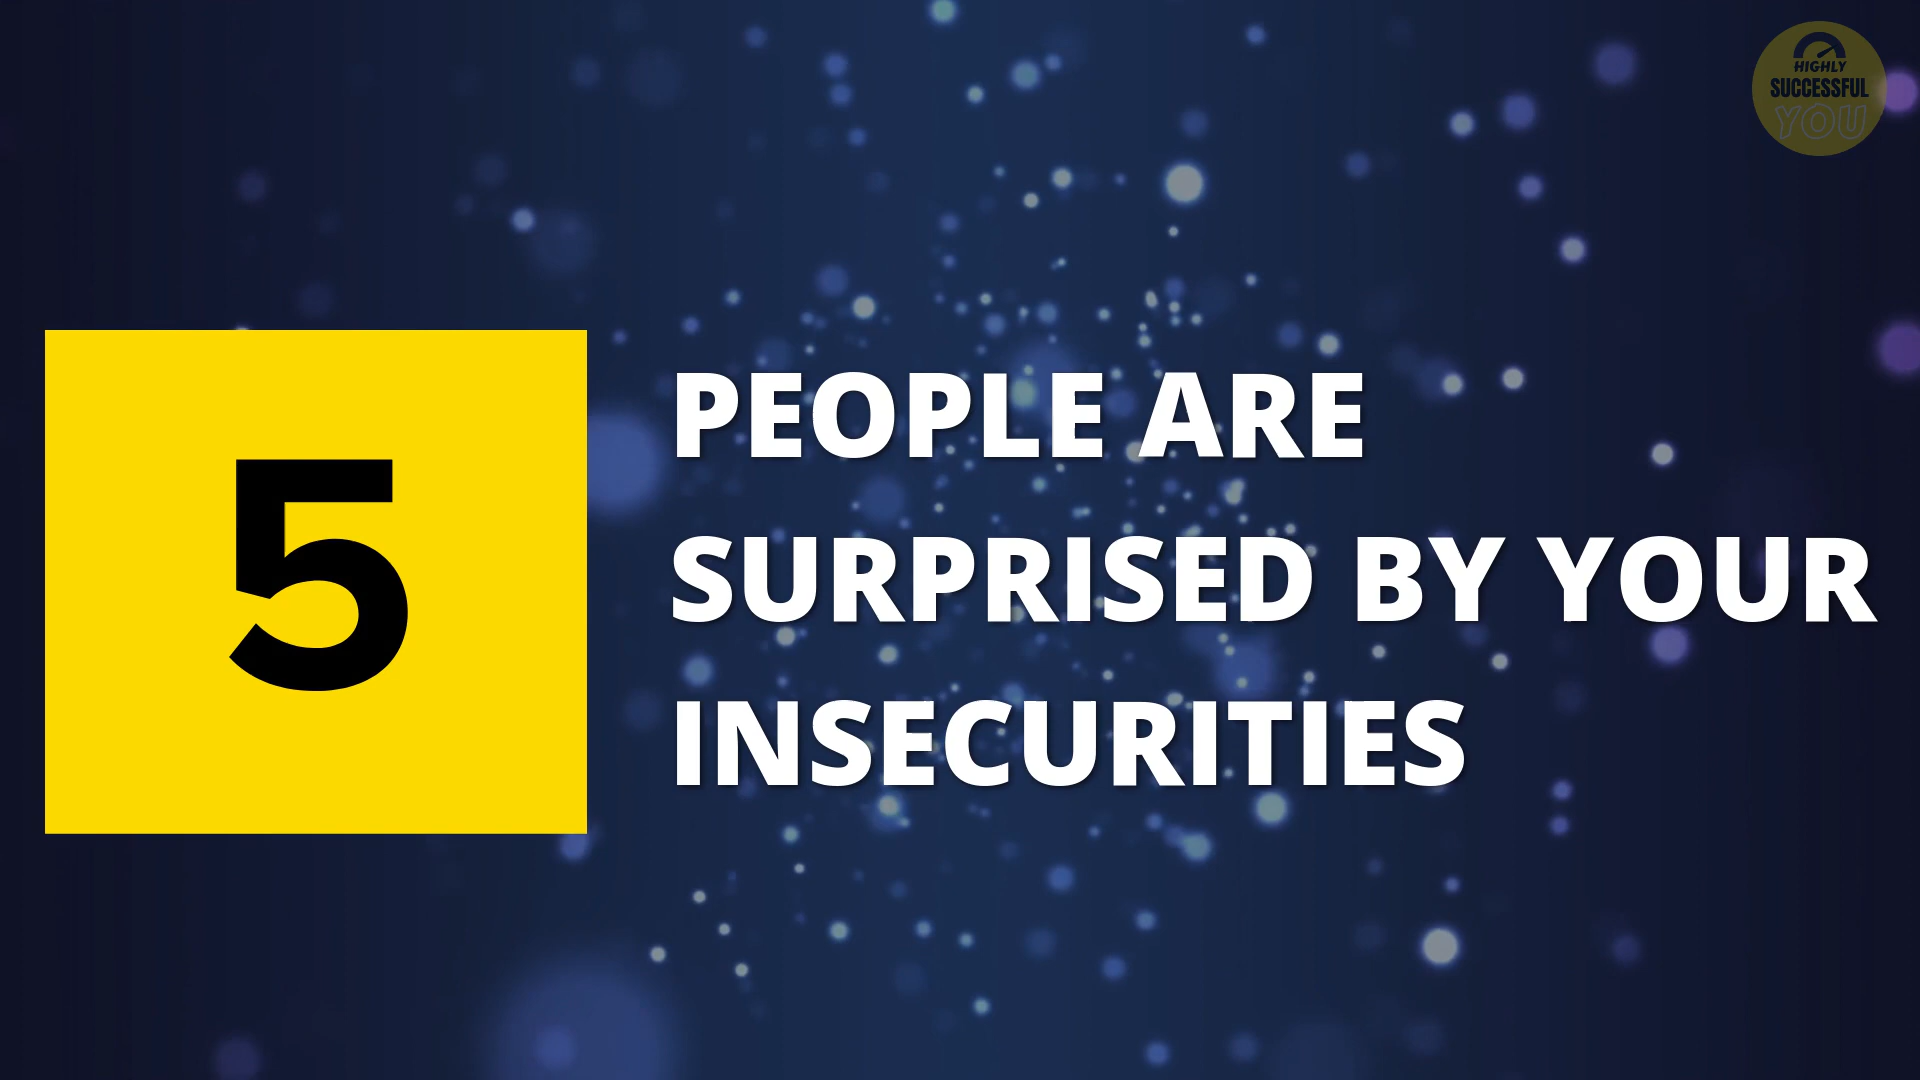 HIGHLY
SUCCESSFUL
YOU
5
PEOPLE ARE
SURPRISED BY YOUR
INSECURITIES